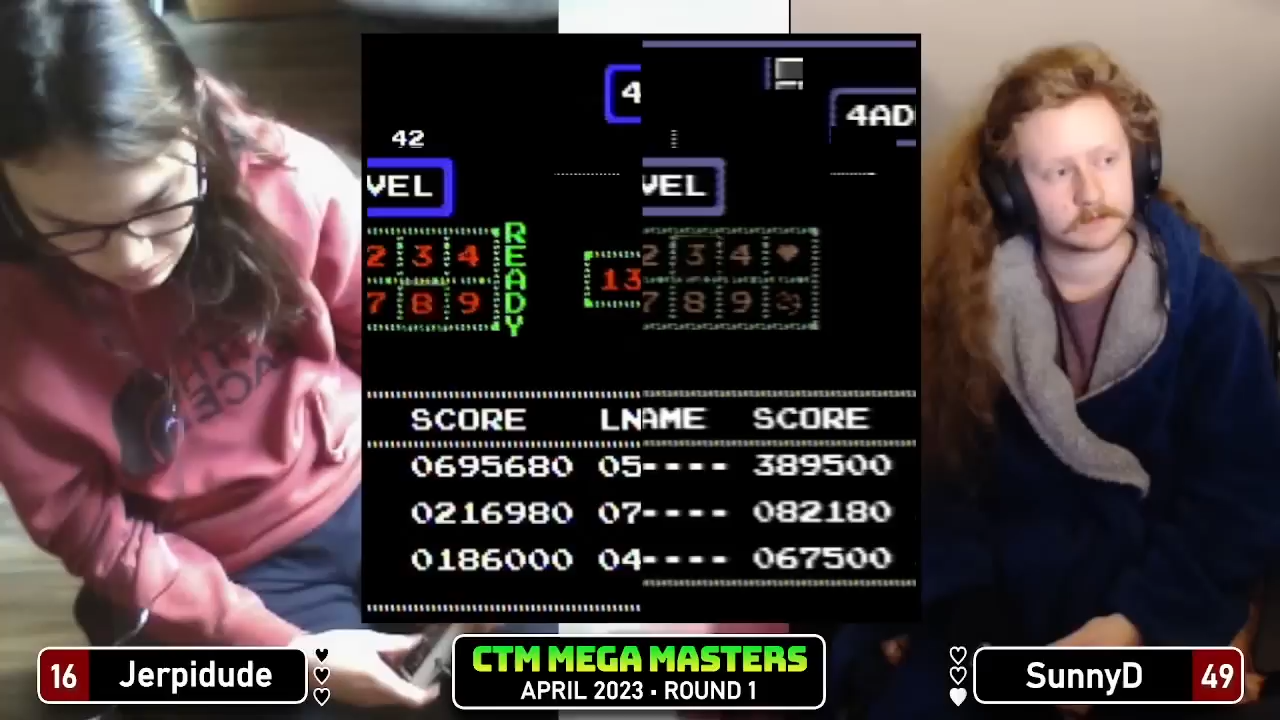 4
42
VEL
2 3 4
7 8 9
READY
13
SCORE LN
0695680 05
0216980 07
0186000 04
4AD
VEL
2 3 4
7 8 9
AME SCORE
---- 389500
---- 082180
---- 067500
16 Jerpidude
CTM MEGA MASTERS
APRIL 2023 • ROUND 1
SunnyD 49